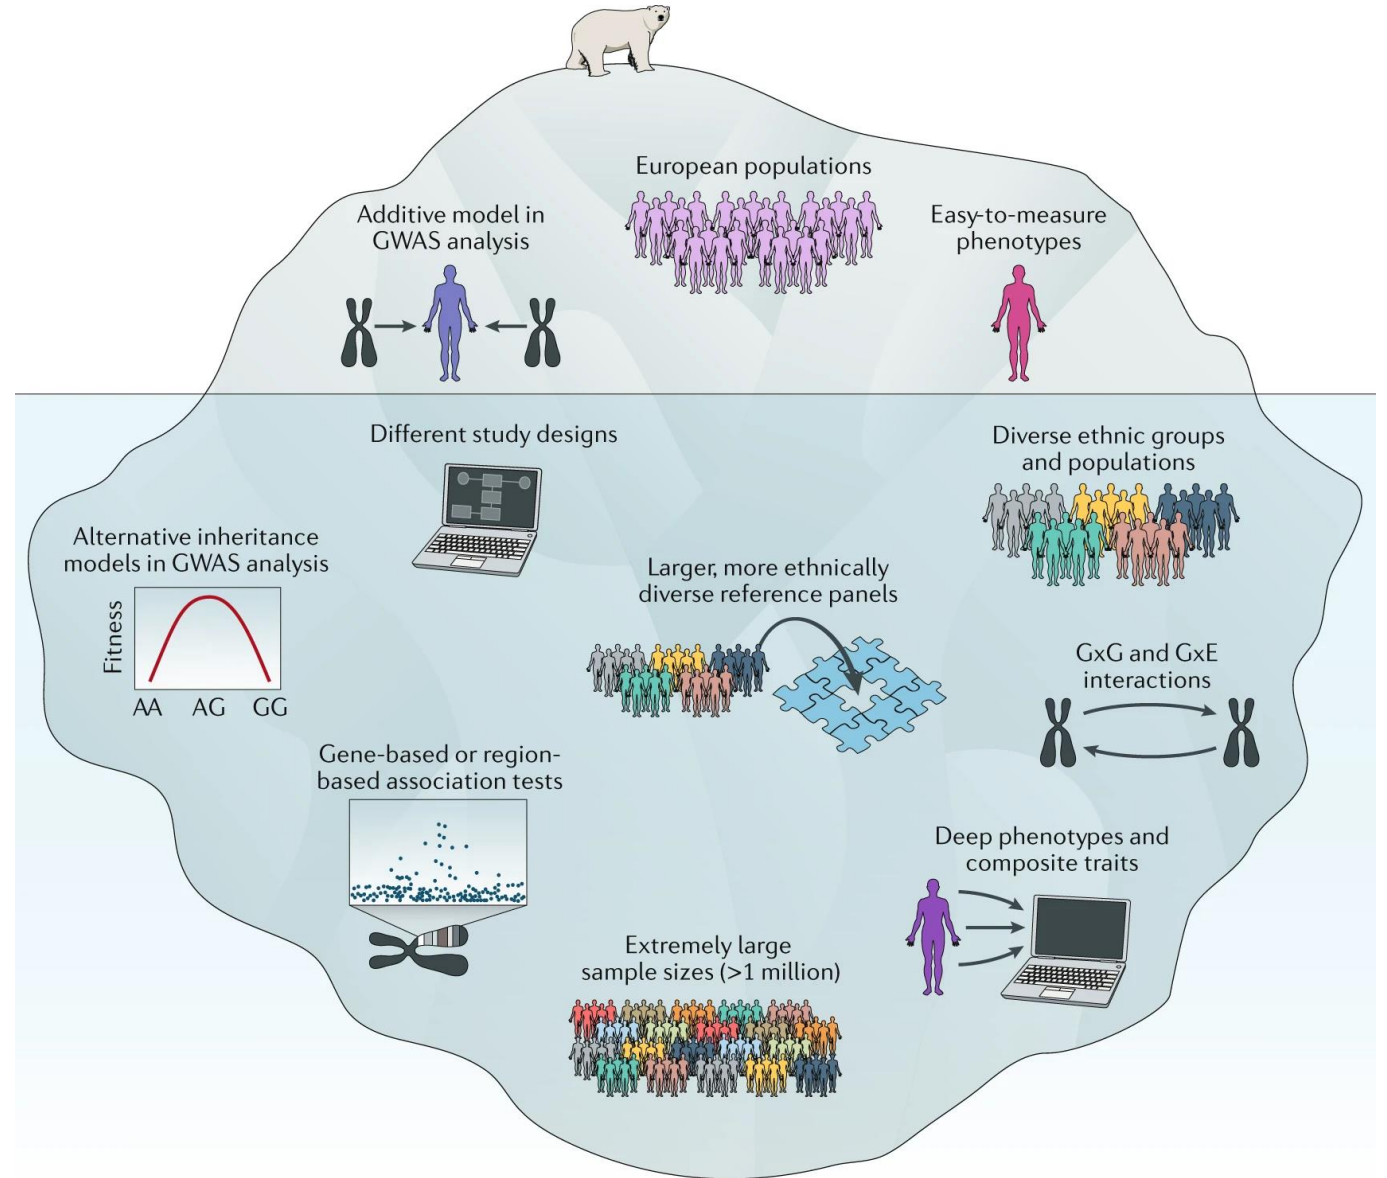 European populations
Additive model in
GWAS analysis
Easy-to-measure
phenotypes
Different study designs
Diverse ethnic groups
and populations
Alternative inheritance
models in GWAS analysis
Fitness
AA AG GG
Larger, more ethnically
diverse reference panels
GxG and GxE
interactions
Gene-based or region-
based association tests
Deep phenotypes and
composite traits
Extremely large
sample sizes (>1 million)